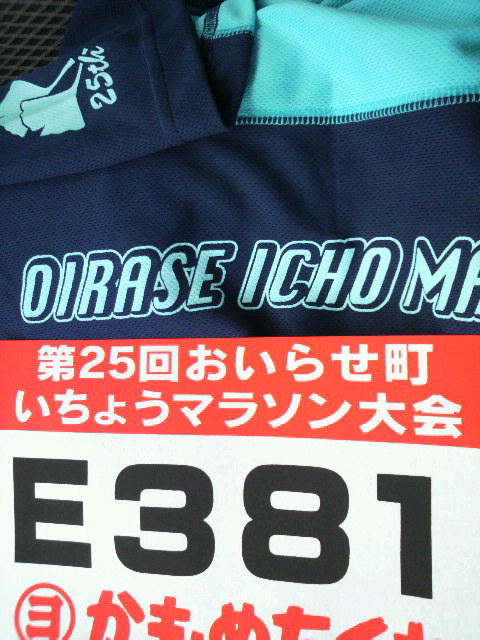 25th
OIRASE ICHO MA
第25回おいらせ町
いちょうマラソン大会
E381
ヨ かもめ